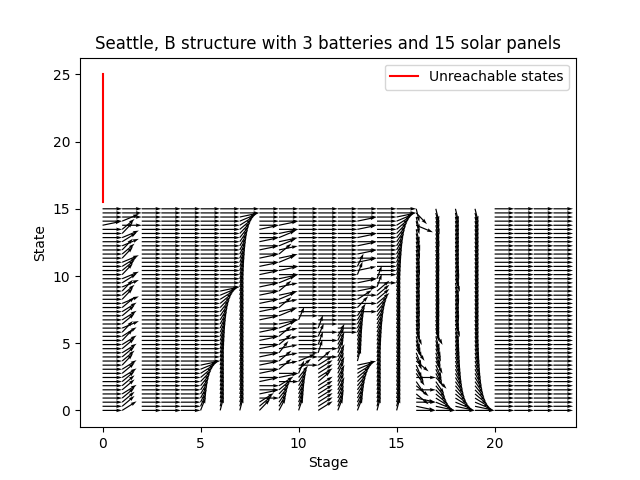 Seattle, B structure with 3 batteries and 15 solar panels
Unreachable states
25
20
15
10
5
0
State
0 5 10 15 20
Stage